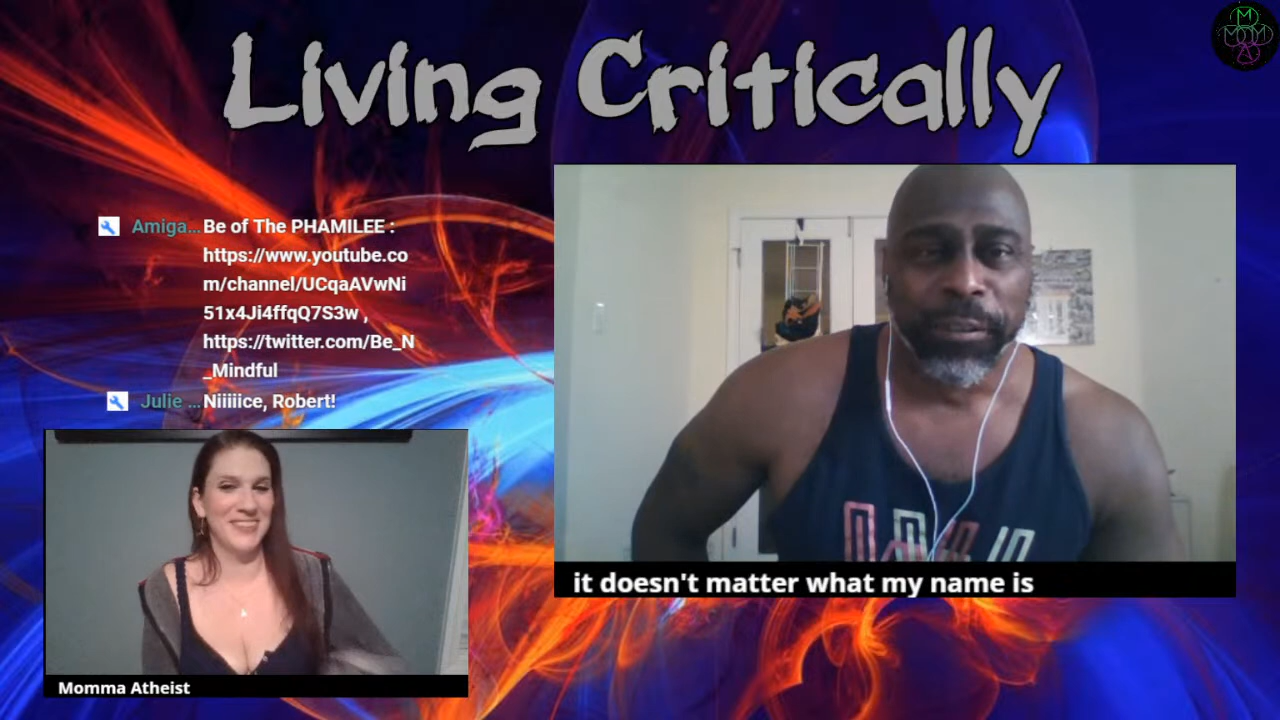 Living Critically
Amiga... Be of The PHAMILEE :
https://www.youtube.co
m/channel/UCqaAVwNi
51x4Ji4ffqQ7S3w ,
https://twitter.com/Be_N
_Mindful
Julie ... Niiiiice, Robert!
it doesn't matter what my name is
Momma Atheist